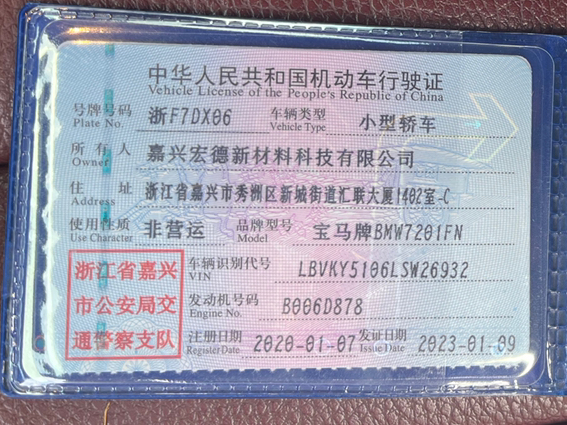 中华人民共和国机动车行驶证
Vehicle License of the People's Republic of China
号牌号码 浙F7DX06 车辆类型 小型轿车
Plate No. Vehicle Type
所有人 嘉兴宏德新材料科技有限公司
Owner
住址 浙江省嘉兴市秀洲区新城街道汇联大厦1402室-C
Address
使用性质 非营运 品牌型号 宝马牌BMW7201FN
Use Character Model
浙江省嘉兴
市公安局交
通警察支队
车辆识别代号 LBVKY5106LSW26932
VIN
发动机号码 B006D878
Engine No.
注册日期 2020-01-07 发证日期 2023-01-09
Register Date Issue Date